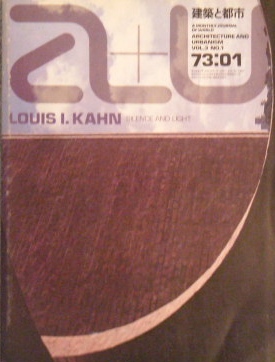 a+u
建築と都市
A MONTHLY JOURNAL
OF WORLD
ARCHITECTURE AND
URBANISM
VOL.3 NO.1
73:01
LOUIS I. KAHN SILENCE AND LIGHT